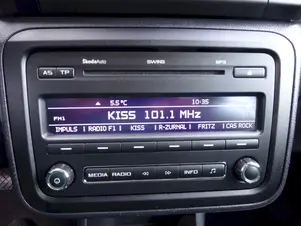 ŠkodaAuto SWING MP3
AS TP
5.5°C 10:35
FM1 KISS 101.1 MHz
IMPULS RADIO F1 KISS R-ZURNAL FRITZ CAS ROCK
MEDIA RADIO INFO